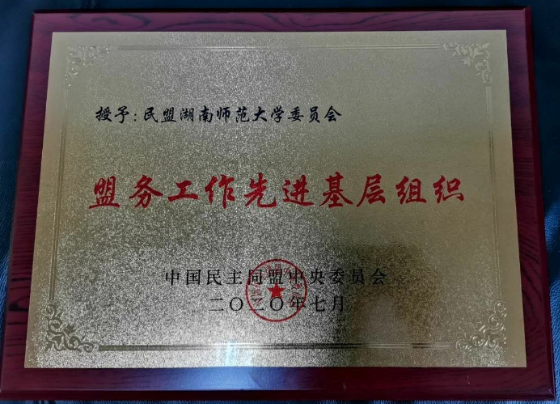 授予：民盟湖南师范大学委员会
盟务工作先进基层组织
中国民主同盟中央委员会
二〇二〇年七月